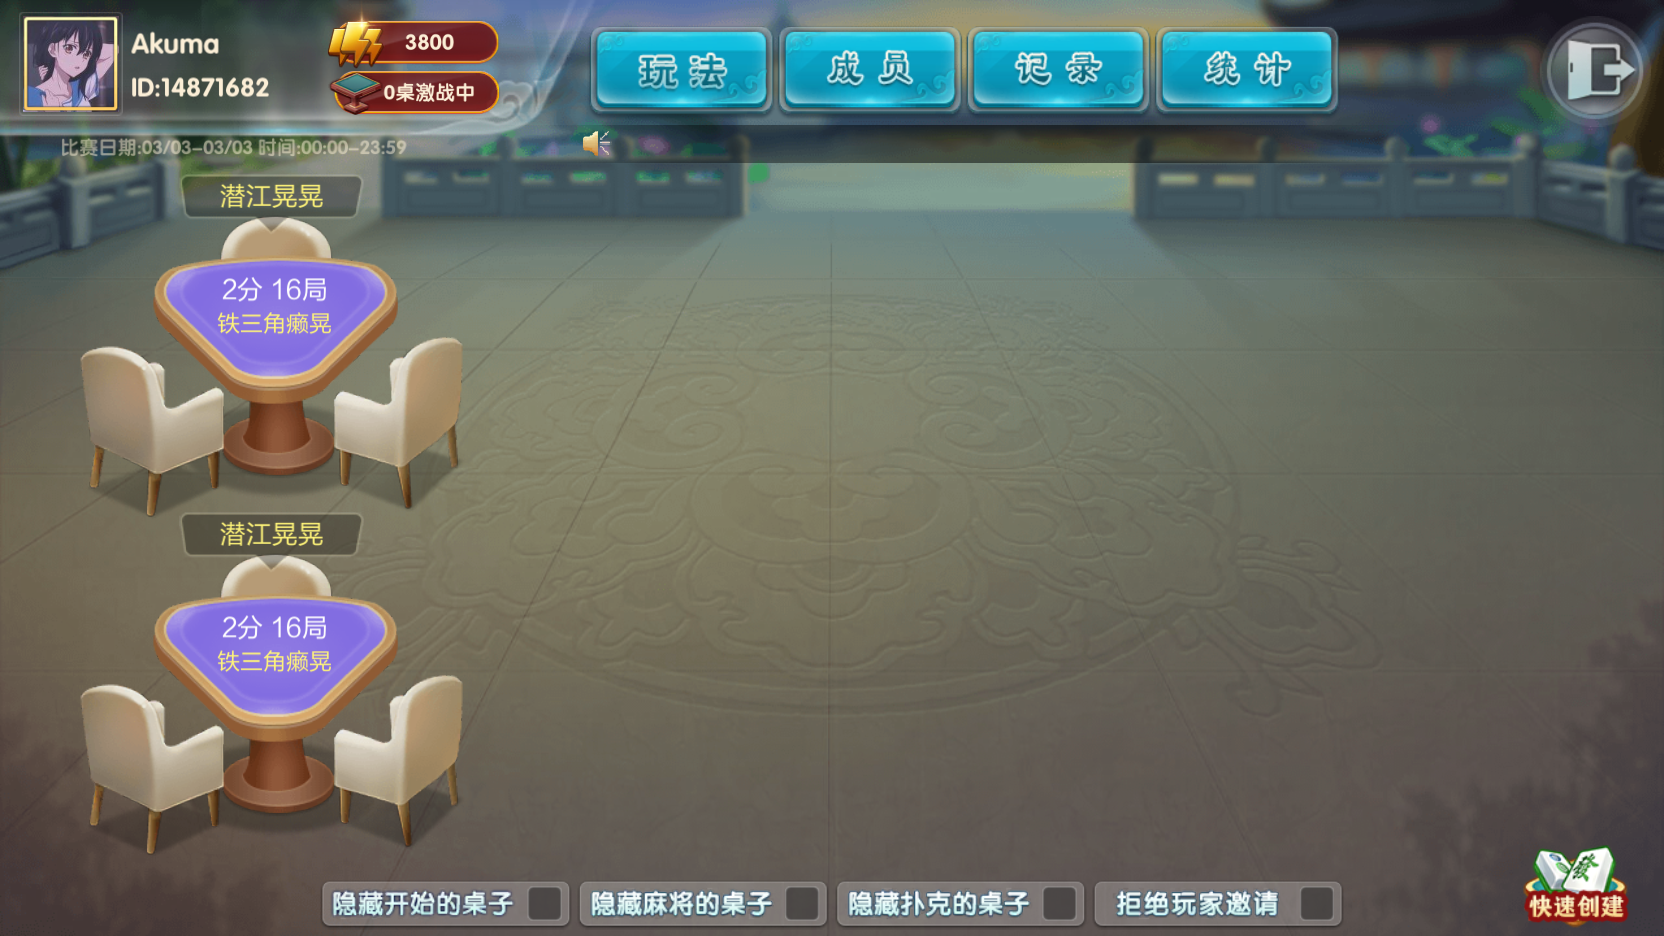 Akuma
ID:14871682
3800
0桌激战中
玩法
成员
记录
统计
比赛日期:03/03-03/03 时间:00:00-23:59
潜江晃晃
2分 16局
铁三角癞晃
潜江晃晃
2分 16局
铁三角癞晃
隐藏开始的桌子
隐藏麻将的桌子
隐藏扑克的桌子
拒绝玩家邀请
發
快速创建